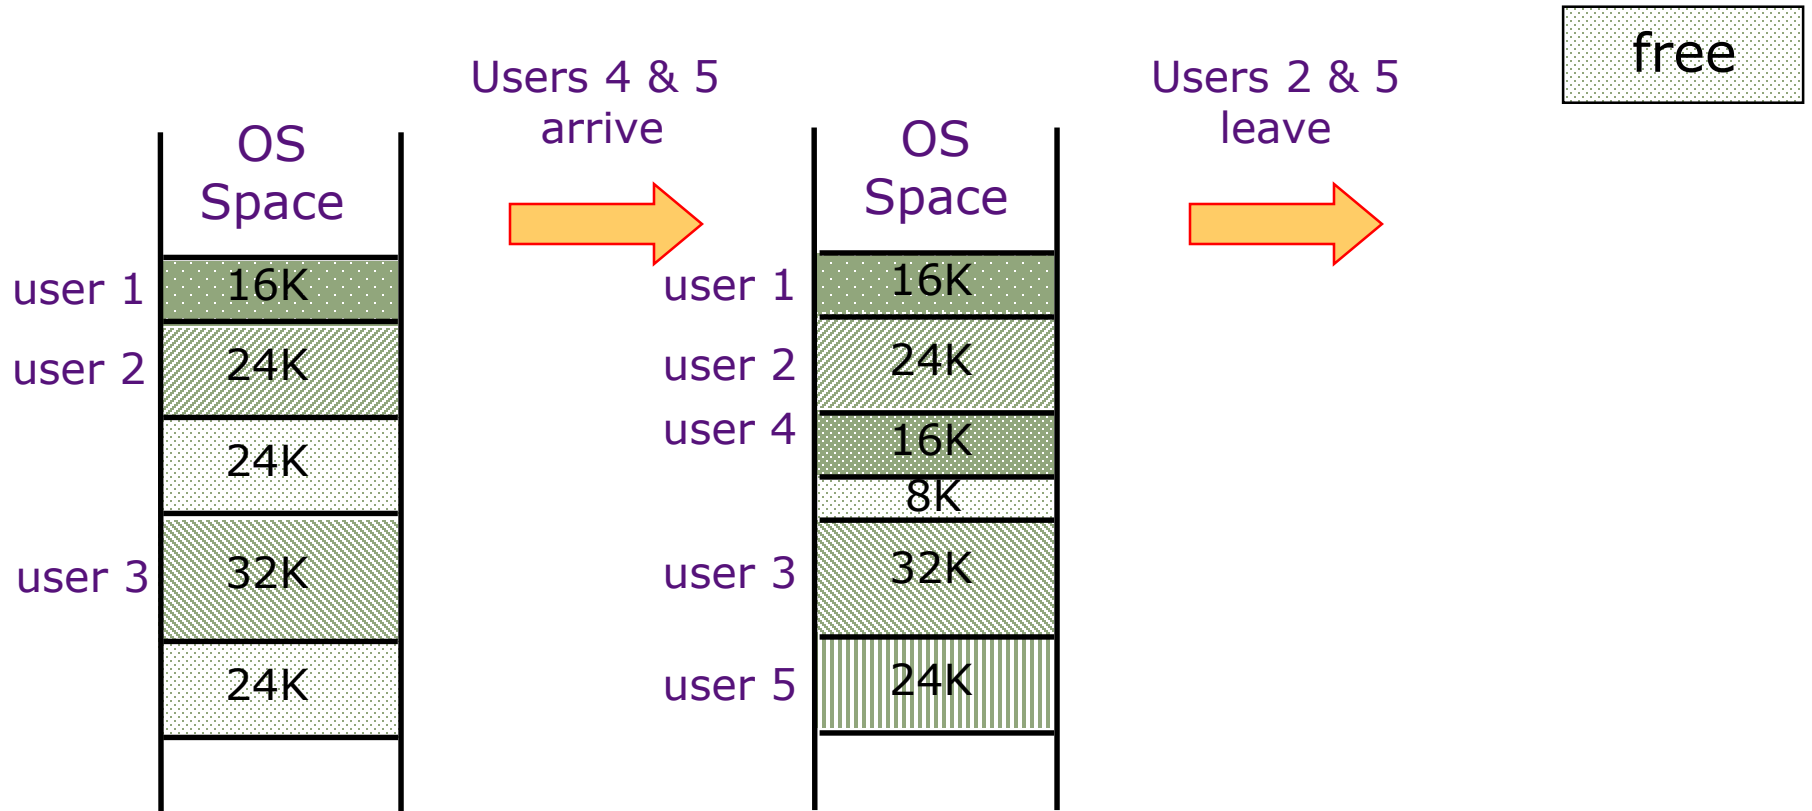 free
Users 4 & 5
arrive
Users 2 & 5
leave
OS
Space
user 1 16K
user 2 24K
24K
user 3 32K
24K
OS
Space
user 1 16K
user 2 24K
user 4 16K
8K
user 3 32K
user 5 24K